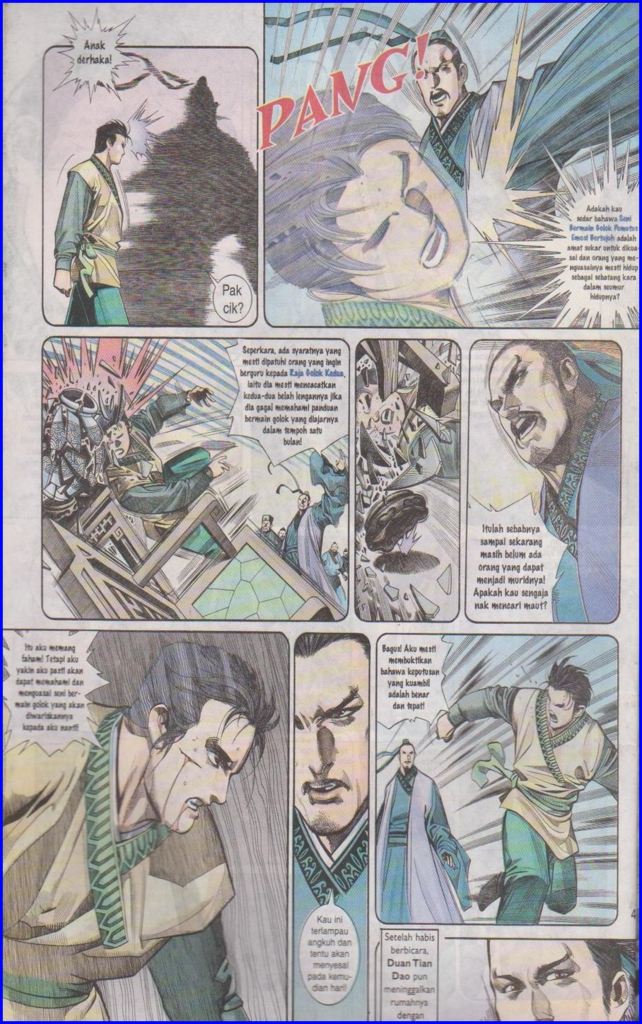 Anak
derhaka!
Pak
cik?
PANG!
Adakah kau
sedar bahawa Seni
Bermain Golok Pemutus
Emosi Bertujuh adalah
amat sukar untuk dikua-
sai dan orang yang me-
nguasainya mesti hidup
sebagai sebatang kara
dalam seumur
hidupnya?
Seperkara, ada syaratnya yang
mesti dipatuhi orang yang ingin
berguru kepada Raja Golok Kedua,
iaitu dia mesti mencacatkan
kedua-dua belah lengannya jika
dia gagal memahami panduan
bermain golok yang diajarnya
dalam tempoh satu
bulan!
Itulah sebabnya
sampai sekarang
masih belum ada
orang yang dapat
menjadi muridnya!
Apakah kau sengaja
nak mencari maut?
Itu aku memang
faham! Tetapi aku
yakin aku pasti akan
dapat memahami dan
menguasai seni ber-
main golok yang akan
diwariskannya
kepada aku nanti!
Kau ini
terlampau
angkuh dan
tentu akan
menyesal
pada kemu-
dian hari!
Bagus! Aku mesti
membuktikan
bahawa keputusan
yang kuambil
adalah benar
dan tepat!
Setelah habis
berbicara,
Duan Tian
Dao pun
meninggalkan
rumahnya
dengan